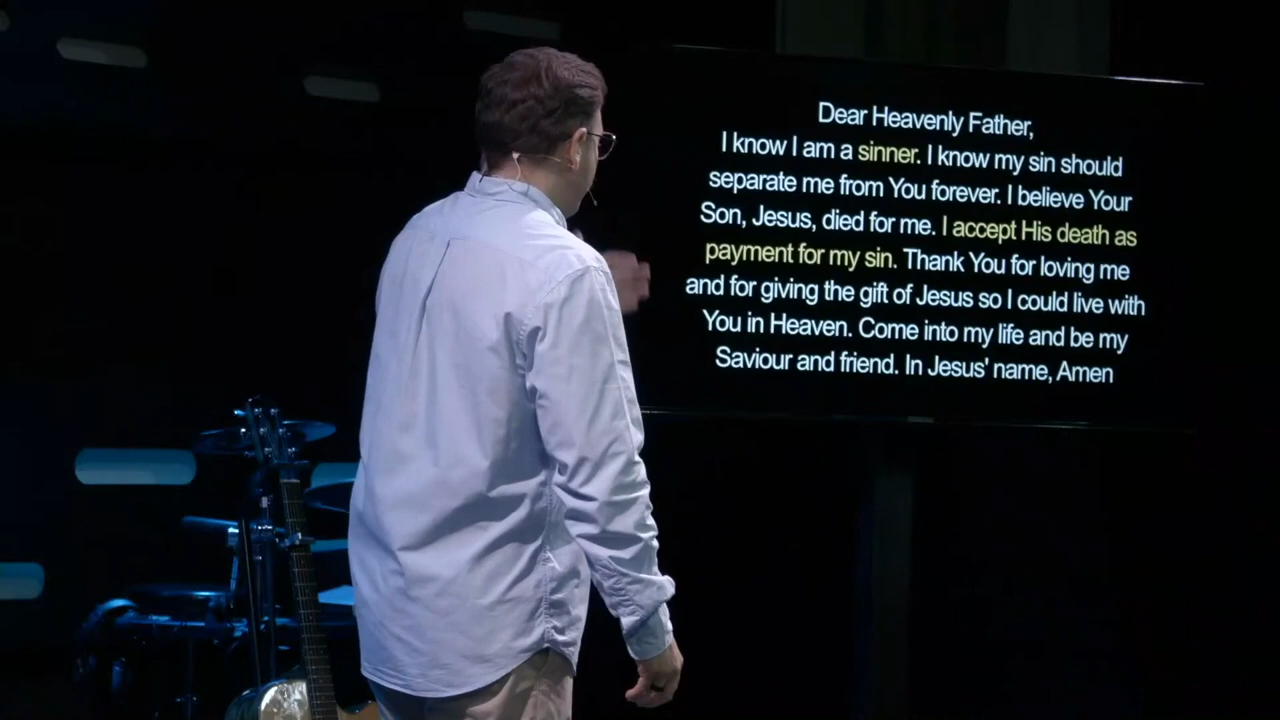 Dear Heavenly Father,
I know I am a sinner. I know my sin should
separate me from You forever. I believe Your
Son, Jesus, died for me. I accept His death as
payment for my sin. Thank You for loving me
and for giving the gift of Jesus so I could live with
You in Heaven. Come into my life and be my
Saviour and friend. In Jesus' name, Amen